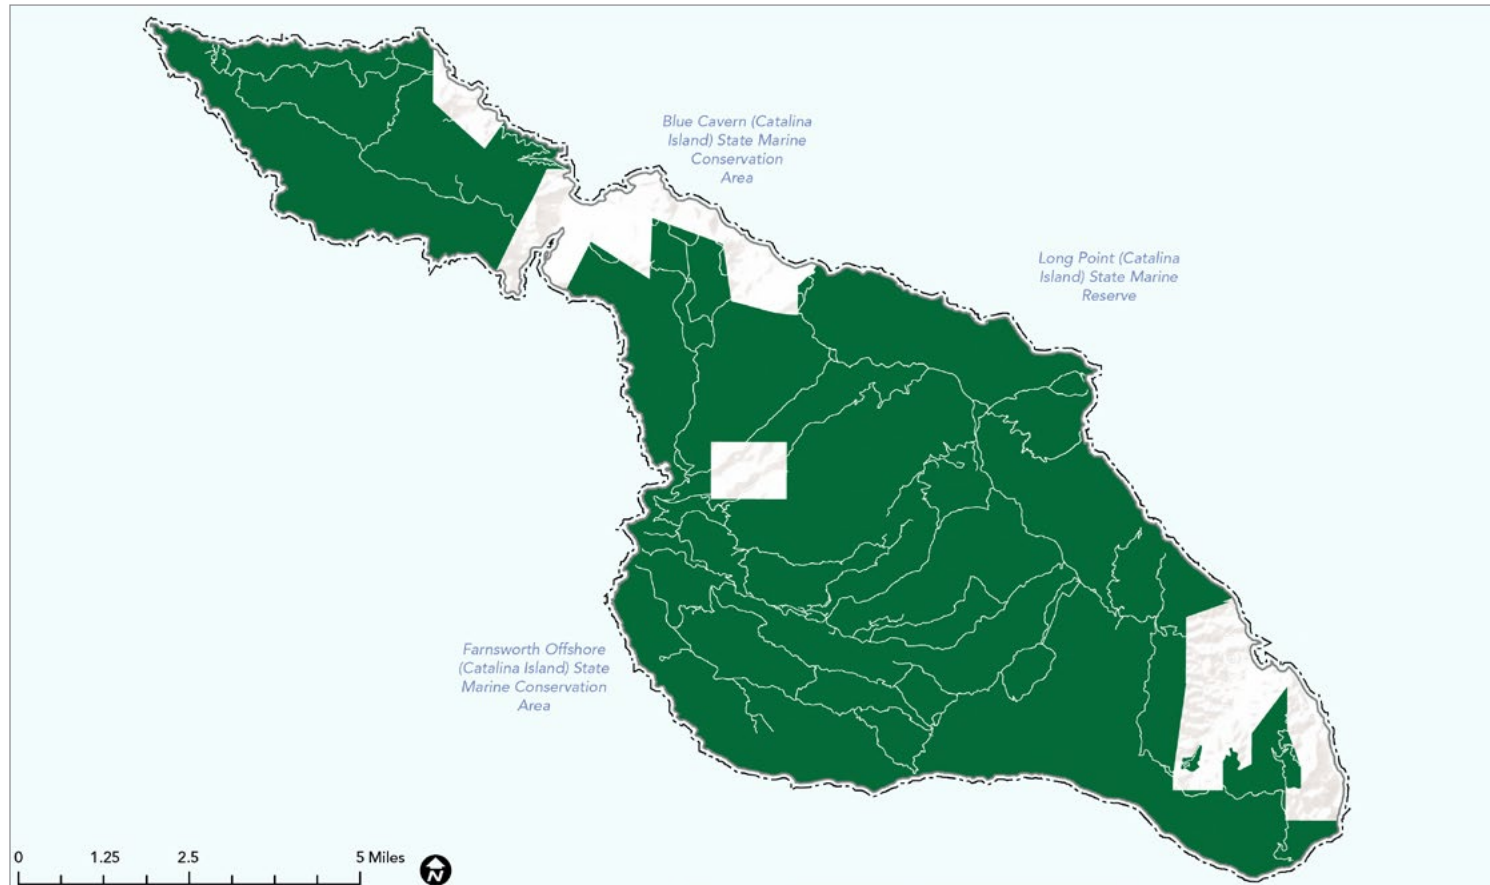 Blue Cavern (Catalina
Island) State Marine
Conservation
Area
Long Point (Catalina
Island) State Marine
Reserve
Farnsworth Offshore
(Catalina Island) State
Marine Conservation
Area
0 1.25 2.5 5 Miles
N